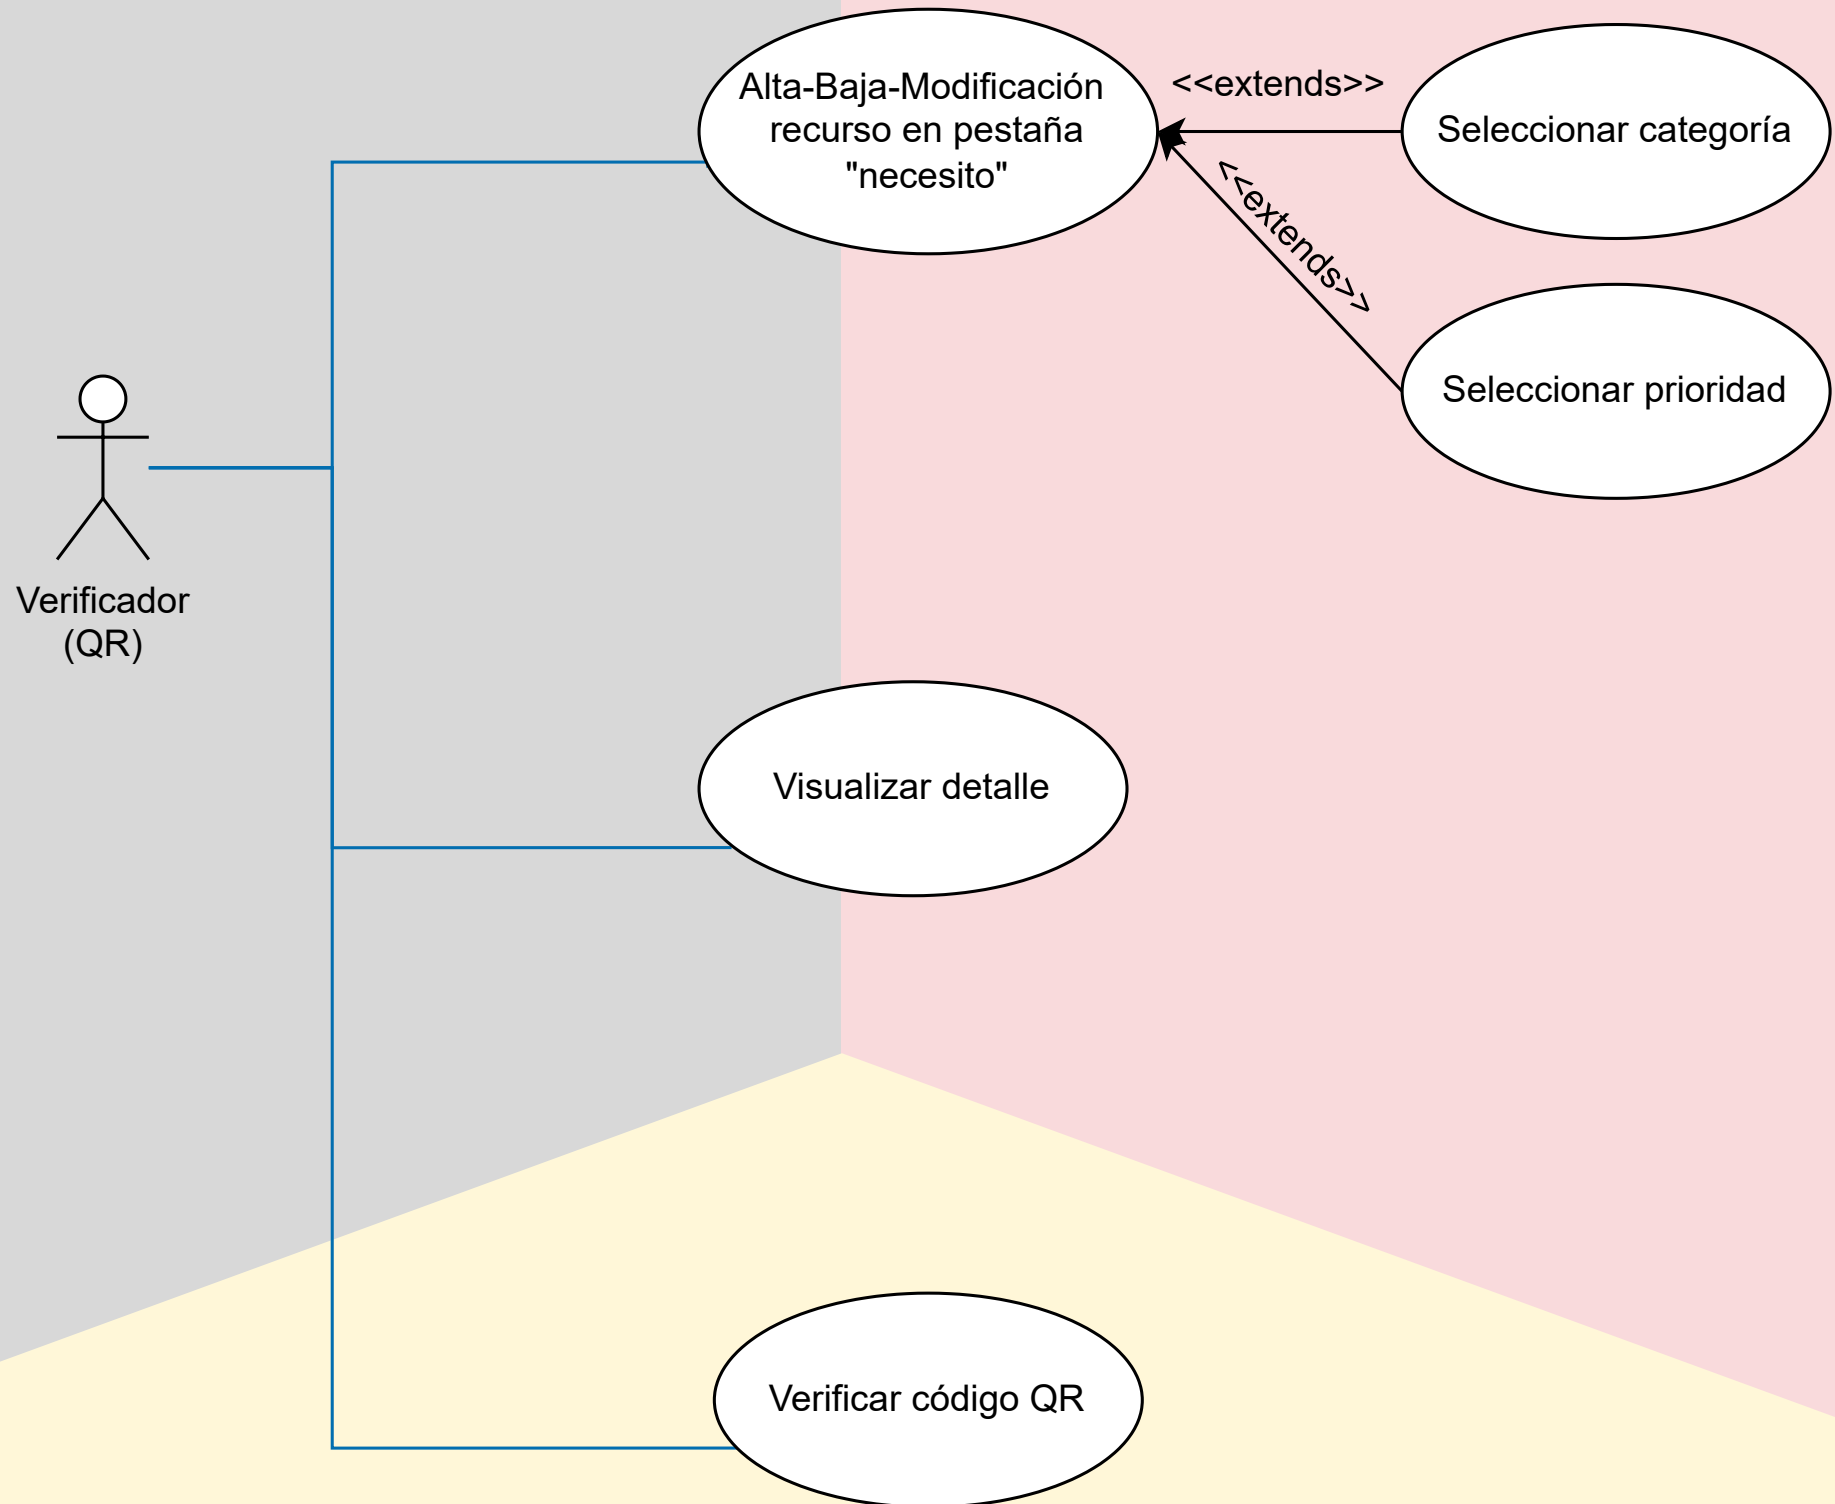 Alta-Baja-Modificación
recurso en pestaña
"necesito"
<<extends>>
Seleccionar categoría
<<extends>>
Seleccionar prioridad
Verificador
(QR)
Visualizar detalle
Verificar código QR